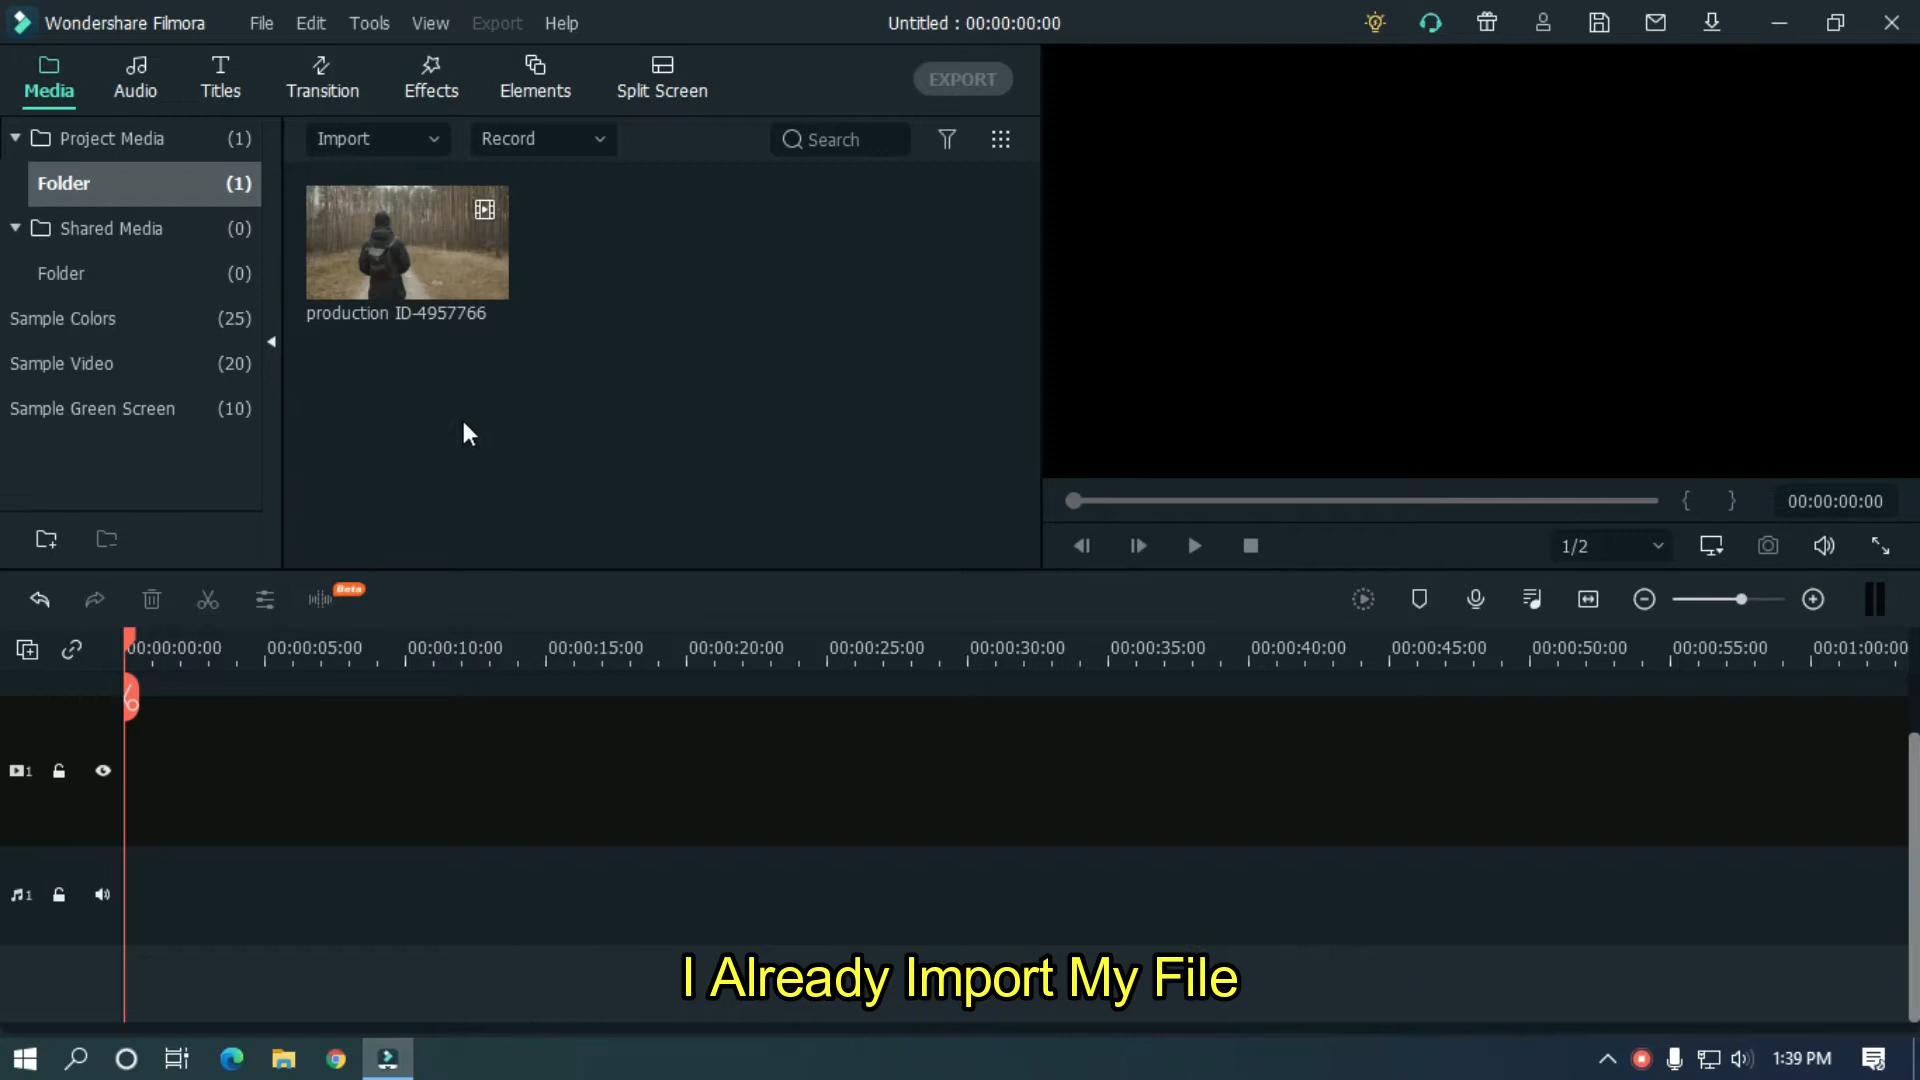 Wondershare Filmora File Edit Tools View Export Help Untitled : 00:00:00:00
Media Audio Titles Transition Effects Elements Split Screen EXPORT
Project Media (1) Import Record Search
Folder (1)
Shared Media (0)
Folder (0)
production ID-4957766
Sample Colors (25)
Sample Video (20)
Sample Green Screen (10)
{ } 00:00:00:00
1/2
Beta
00:00:00:00 00:00:05:00 00:00:10:00 00:00:15:00 00:00:20:00 00:00:25:00 00:00:30:00 00:00:35:00 00:00:40:00 00:00:45:00 00:00:50:00 00:00:55:00 00:01:00:00
1
1
I Already Import My File
1:39 PM